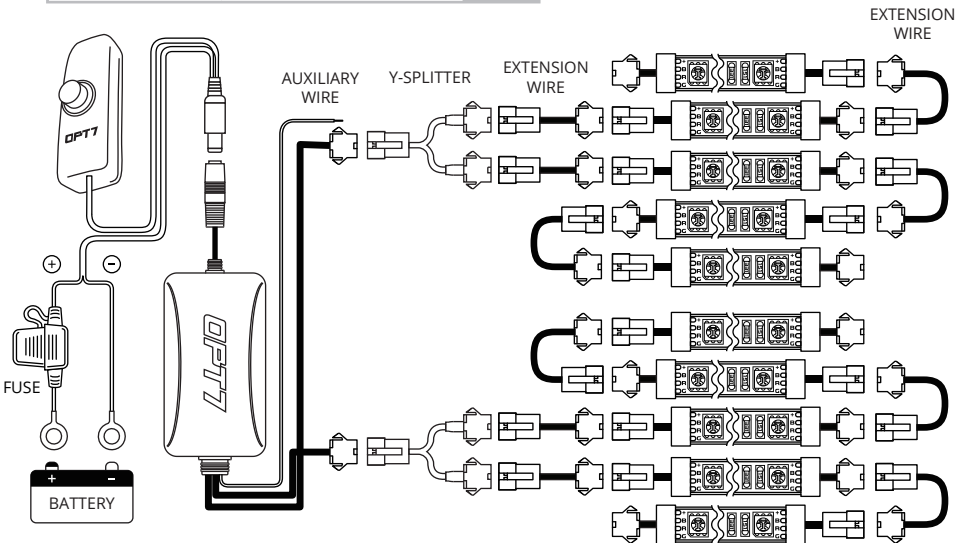 EXTENSION
WIRE
AUXILIARY
WIRE
Y-SPLITTER
EXTENSION
WIRE
OPT7
OPT7
+
−
FUSE
+
−
BATTERY